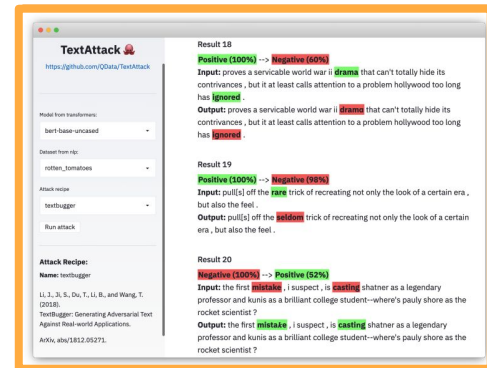 TextAttack 🐙
https://github.com/QData/TextAttack
Model from transformers:
bert-base-uncased
Dataset from nlp:
rotten_tomatoes
Attack recipe
textbugger
Run attack
Attack Recipe:
Name: textbugger
Li, J., Ji, S., Du, T., Li, B., and Wang, T.
(2018).
TextBugger: Generating Adversarial Text
Against Real-world Applications.
ArXiv, abs/1812.05271.
Result 18
Positive (100%) --> Negative (60%)
Input: proves a servicable world war ii drama that can't totally hide its
contrivances , but it at least calls attention to a problem hollywood too long
has ignored .
Output: proves a servicable world war ii dramo that can't totally hide its
contrivances , but it at least calls attention to a problem hollywood too long
has ignored .
Result 19
Positive (100%) --> Negative (98%)
Input: pull[s] off the rare trick of recreating not only the look of a certain era ,
but also the feel .
Output: pull[s] off the seldom trick of recreating not only the look of a certain
era , but also the feel .
Result 20
Negative (100%) --> Positive (52%)
Input: the first mistake , i suspect , is casting shatner as a legendary
professor and kunis as a brilliant college student--where's pauly shore as the
rocket scientist ?
Output: the first mistaķe , i suspect , is casting shatner as a legendary
professor and kunis as a brilliant college student--where's pauly shore as the
rocket scientist ?